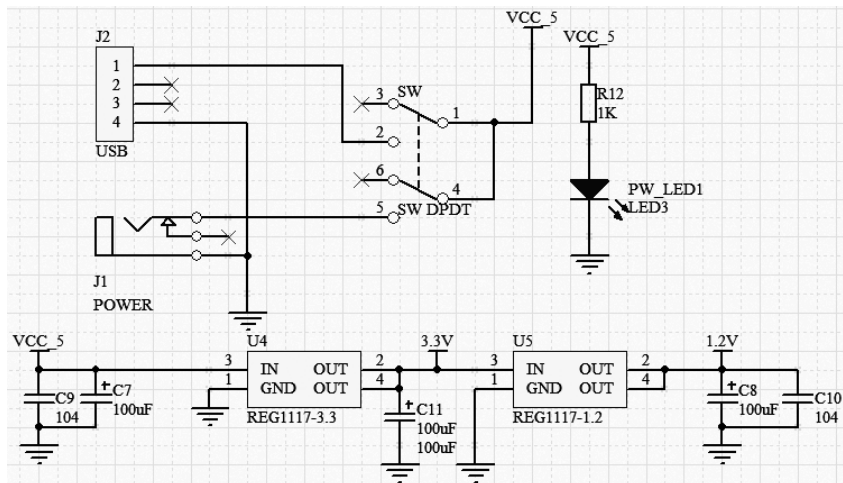 J2
1
2
3
4
USB
VCC_5
VCC_5
3 SW
1
2
6
4
5 SW DPDT
R12
1K
PW_LED1
LED3
J1
POWER
VCC_5
U4
3 IN OUT 2
1 GND OUT 4
REG1117-3.3
3.3V
U5
3 IN OUT 2
1 GND OUT 4
REG1117-1.2
1.2V
C9
104
C7
100uF
C11
100uF
100uF
C8
100uF
C10
104